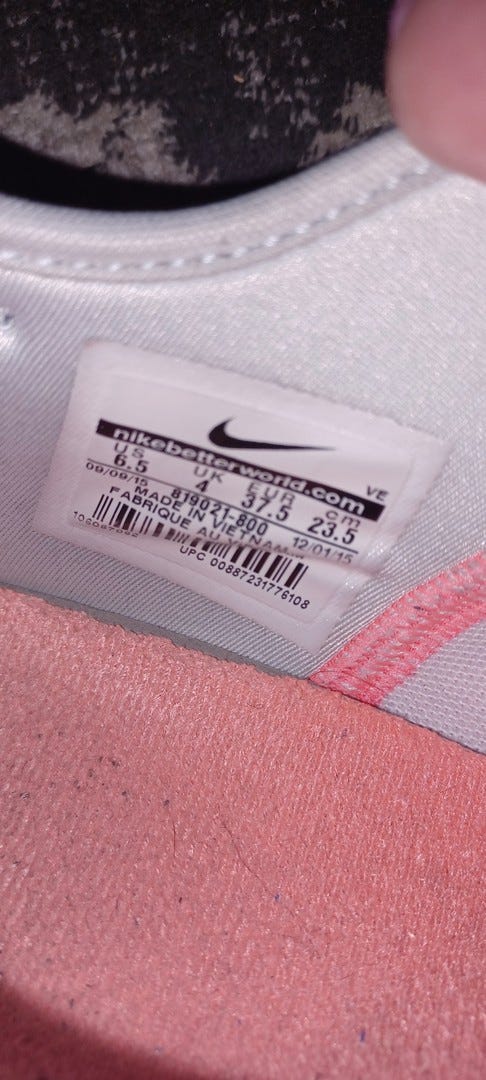 nikebetterworld.com
US UK EUR cm
6.5 4 37.5 23.5
VE
09/09/15 819021-800 12/01/15
MADE IN VIETNAM
FABRIQUE AU
UPC 00887231776108